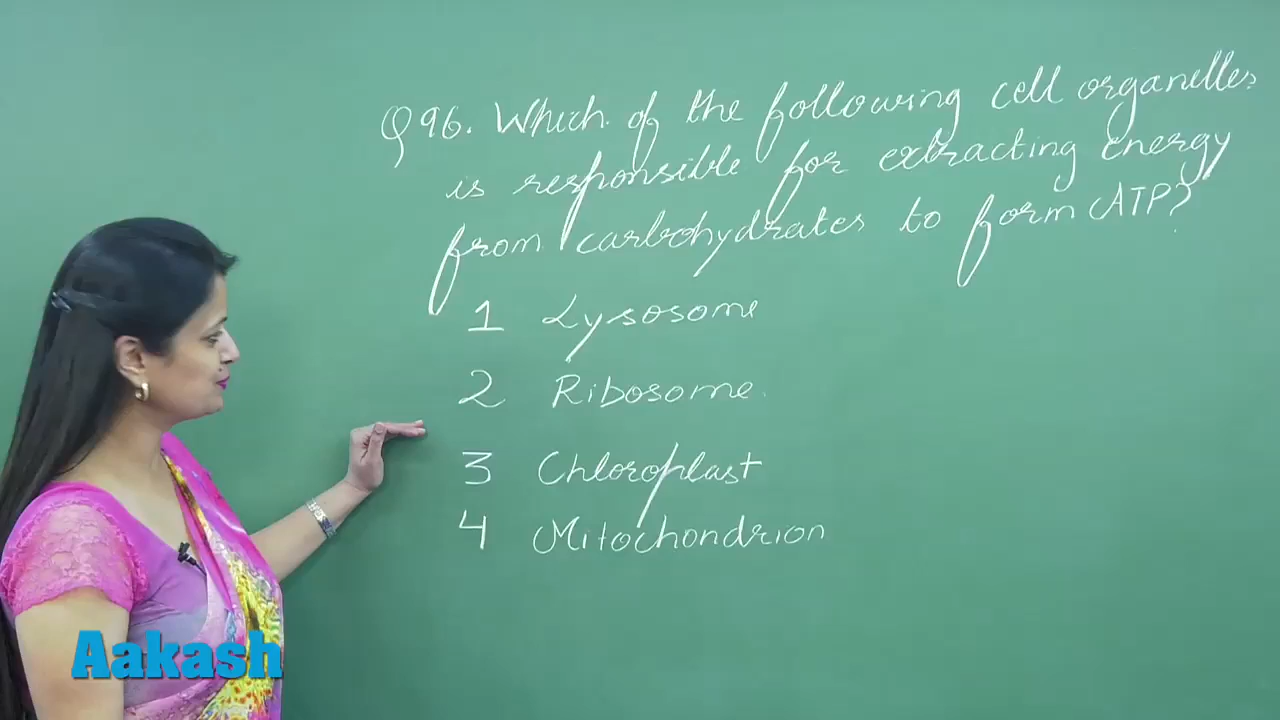 Q96. Which of the following cell organelles
is responsible for extracting energy
from carbohydrates to form ATP?
1 Lysosome
2 Ribosome
3 Chloroplast
4 Mitochondrion
Aakash